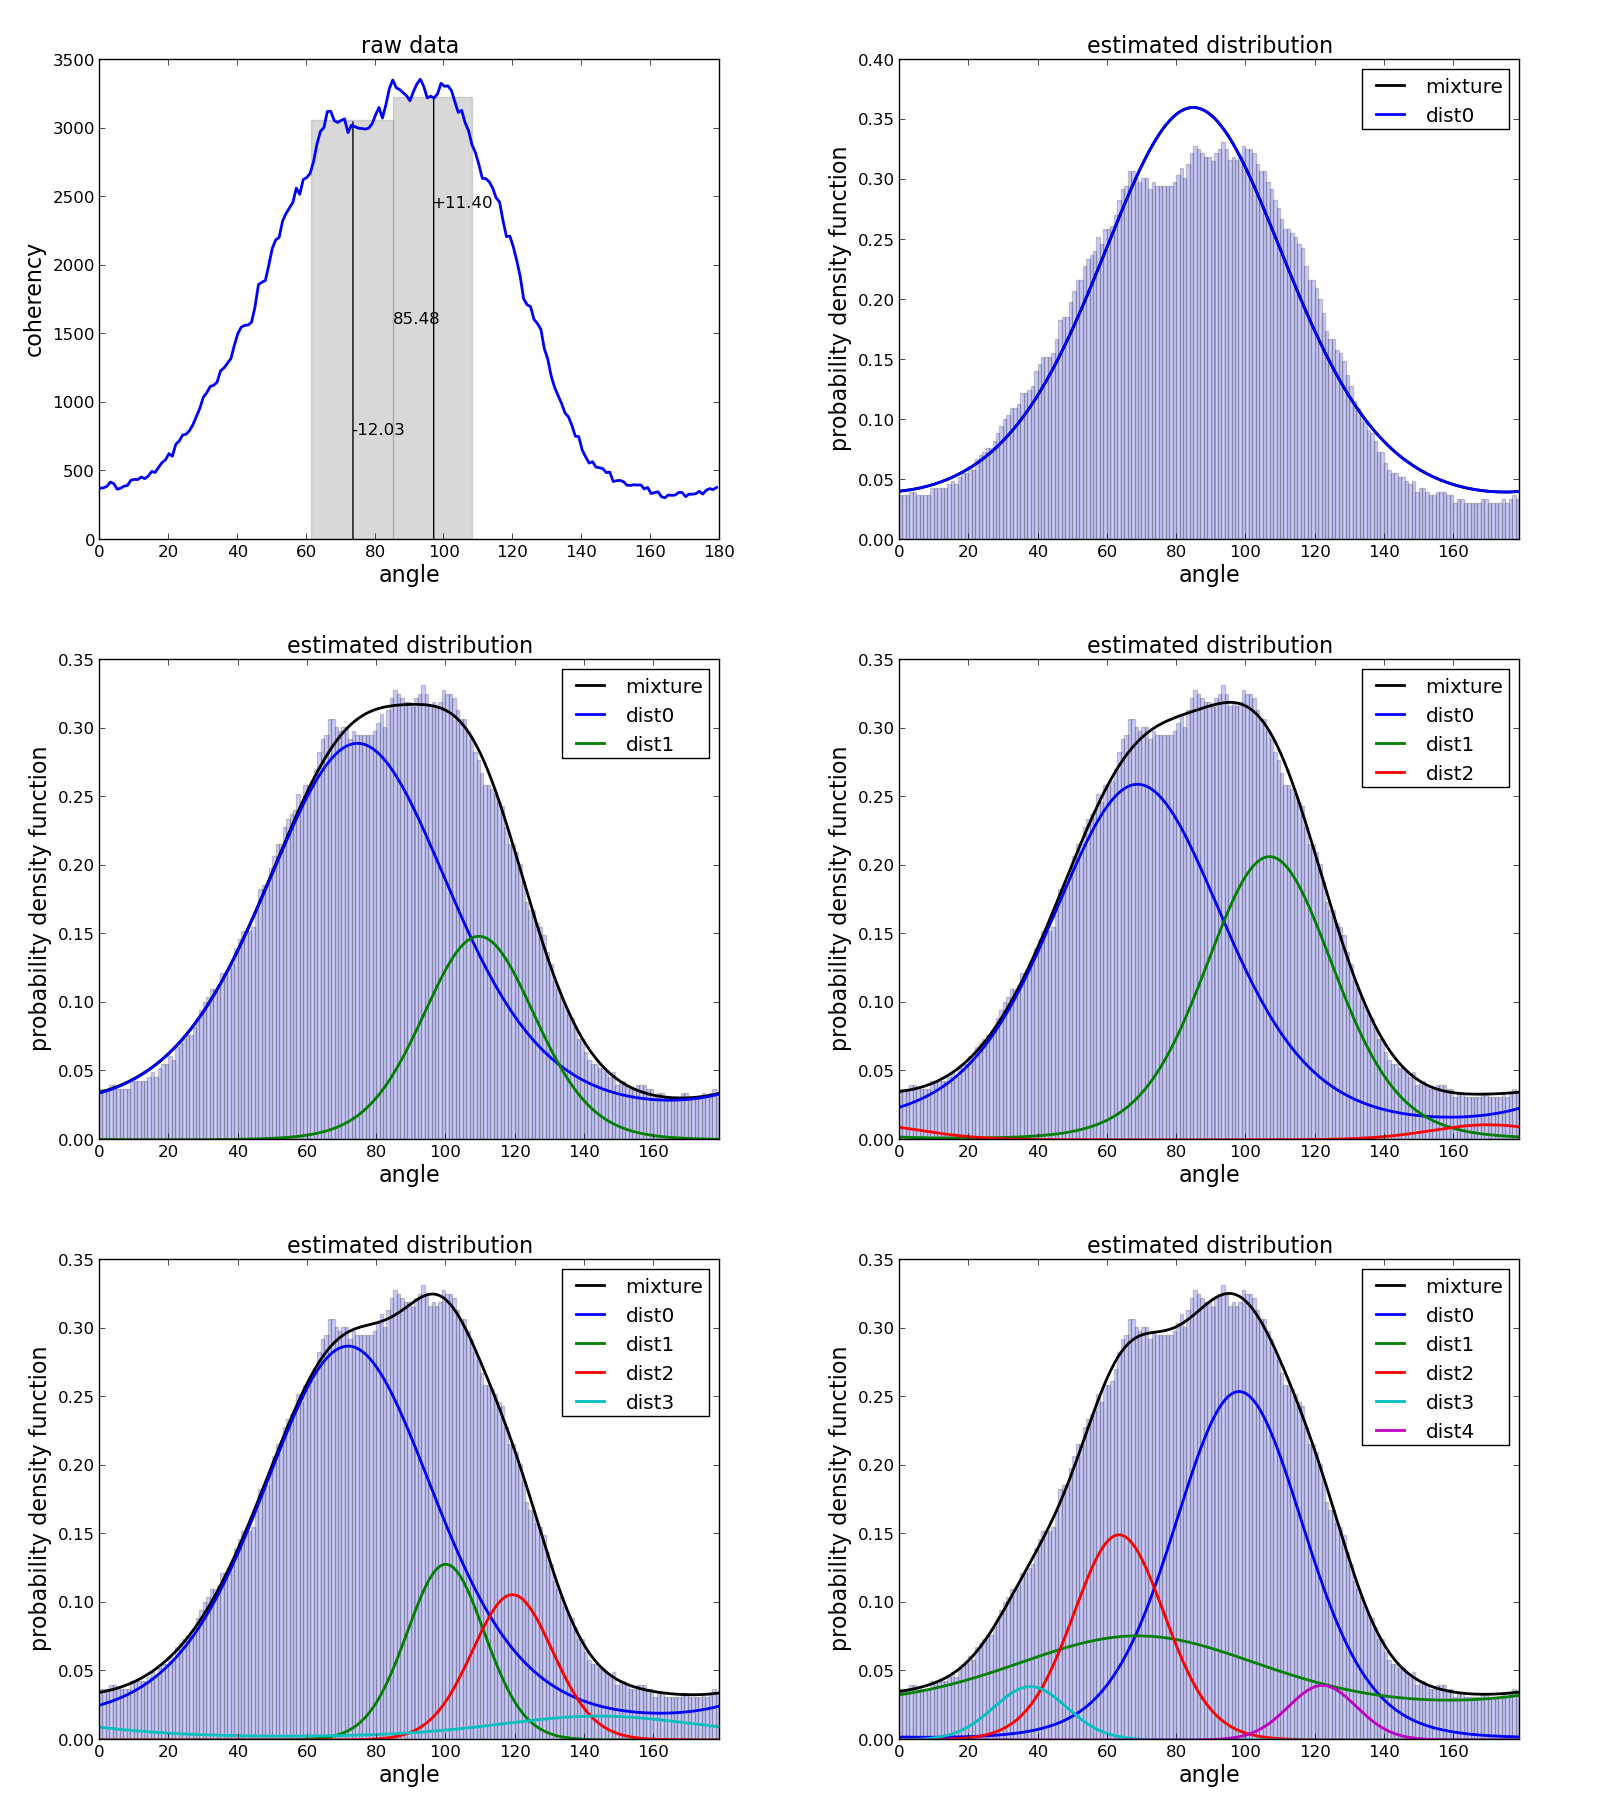 raw data
3500
3000
2500
2000
1500
1000
500
0
coherency
+11.40
85.48
-12.03
0 20 40 60 80 100 120 140 160 180
angle
estimated distribution
0.40
0.35
0.30
0.25
0.20
0.15
0.10
0.05
0.00
probability density function
mixture
dist0
0 20 40 60 80 100 120 140 160
angle
estimated distribution
0.35
0.30
0.25
0.20
0.15
0.10
0.05
0.00
probability density function
mixture
dist0
dist1
0 20 40 60 80 100 120 140 160
angle
estimated distribution
0.35
0.30
0.25
0.20
0.15
0.10
0.05
0.00
probability density function
mixture
dist0
dist1
dist2
0 20 40 60 80 100 120 140 160
angle
estimated distribution
0.35
0.30
0.25
0.20
0.15
0.10
0.05
0.00
probability density function
mixture
dist0
dist1
dist2
dist3
0 20 40 60 80 100 120 140 160
angle
estimated distribution
0.35
0.30
0.25
0.20
0.15
0.10
0.05
0.00
probability density function
mixture
dist0
dist1
dist2
dist3
dist4
0 20 40 60 80 100 120 140 160
angle